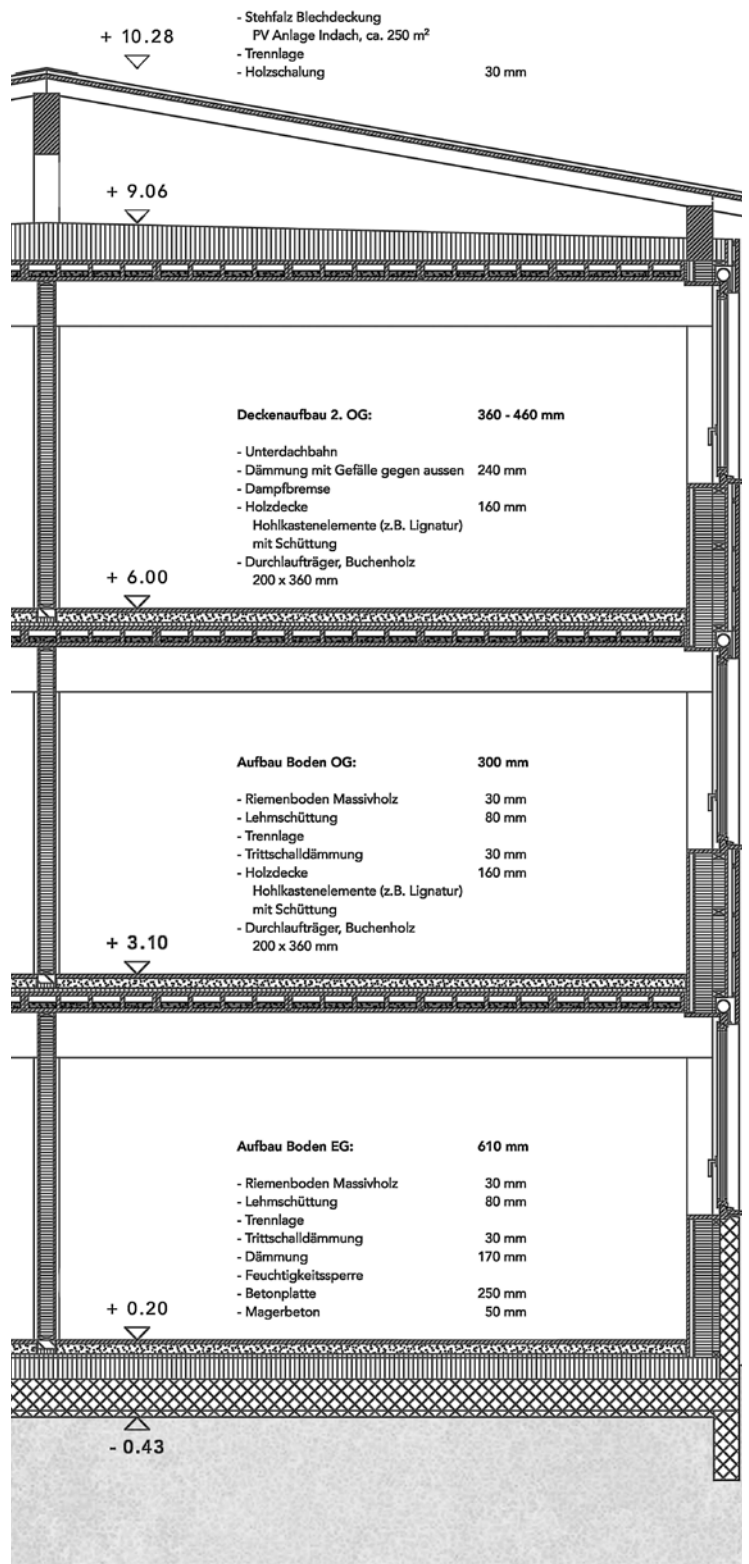 - Stehfalz Blechdeckung
PV Anlage Indach, ca. 250 m²
- Trennlage
- Holzschalung 30 mm
+ 10.28
+ 9.06
Deckenaufbau 2. OG: 360 - 460 mm
- Unterdachbahn
- Dämmung mit Gefälle gegen aussen 240 mm
- Dampfbremse
- Holzdecke 160 mm
Hohlkastenelemente (z.B. Lignatur)
mit Schüttung
- Durchlaufträger, Buchenholz
200 x 360 mm
+ 6.00
Aufbau Boden OG: 300 mm
- Riemenboden Massivholz 30 mm
- Lehmschüttung 80 mm
- Trennlage
- Trittschalldämmung 30 mm
- Holzdecke 160 mm
Hohlkastenelemente (z.B. Lignatur)
mit Schüttung
- Durchlaufträger, Buchenholz
200 x 360 mm
+ 3.10
Aufbau Boden EG: 610 mm
- Riemenboden Massivholz 30 mm
- Lehmschüttung 80 mm
- Trennlage
- Trittschalldämmung 30 mm
- Dämmung 170 mm
- Feuchtigkeitssperre
- Betonplatte 250 mm
- Magerbeton 50 mm
+ 0.20
- 0.43